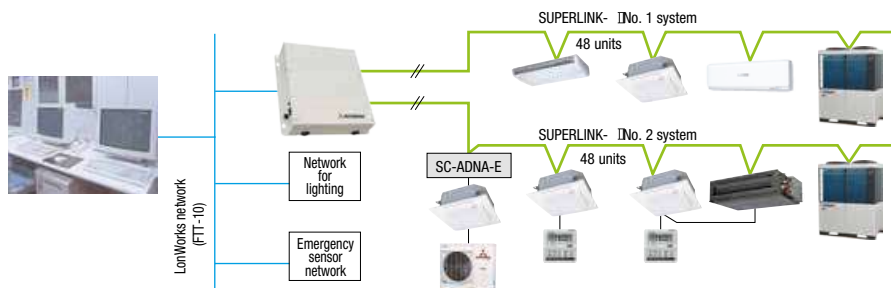 SUPERLINK-ⅡNo. 1 system
48 units
SUPERLINK-ⅡNo. 2 system
48 units
SC-ADNA-E
Network
for
lighting
Emergency
sensor
network
LonWorks network
(FTT-10)